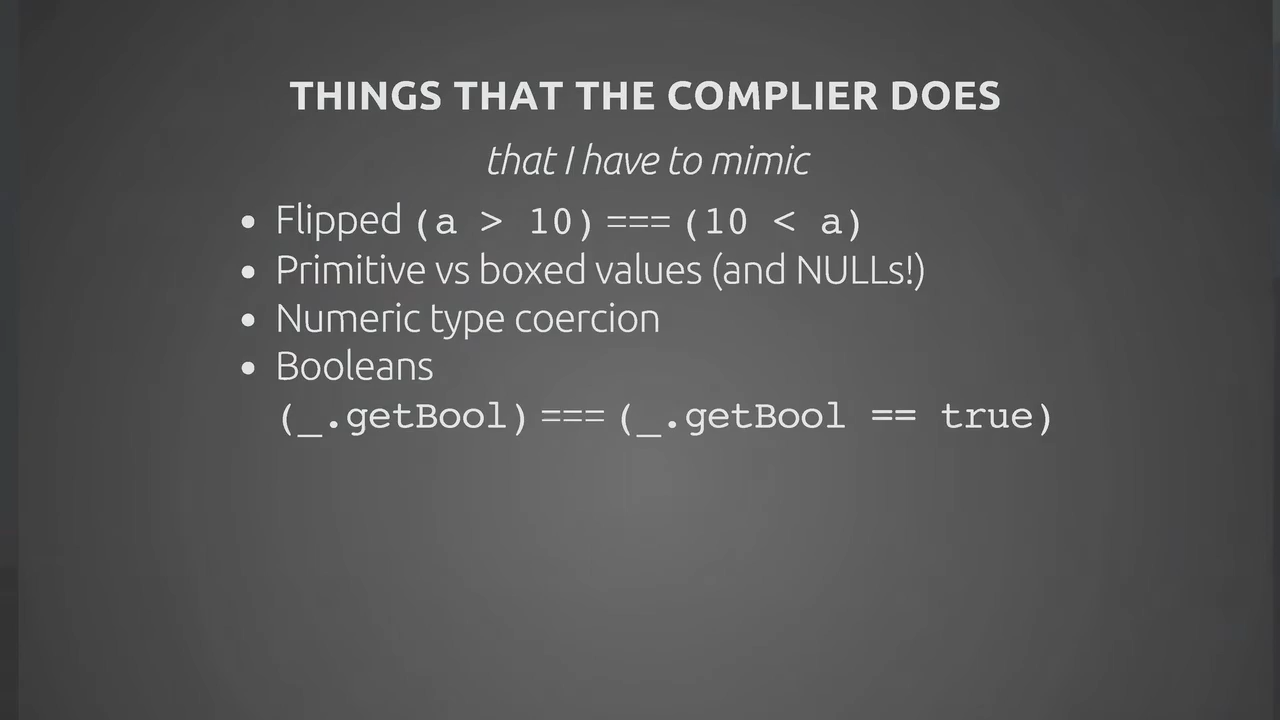 THINGS THAT THE COMPLIER DOES
that I have to mimic
• Flipped (a > 10) === (10 < a)
• Primitive vs boxed values (and NULLs!)
• Numeric type coercion
• Booleans
(_.getBool) === (_.getBool == true)